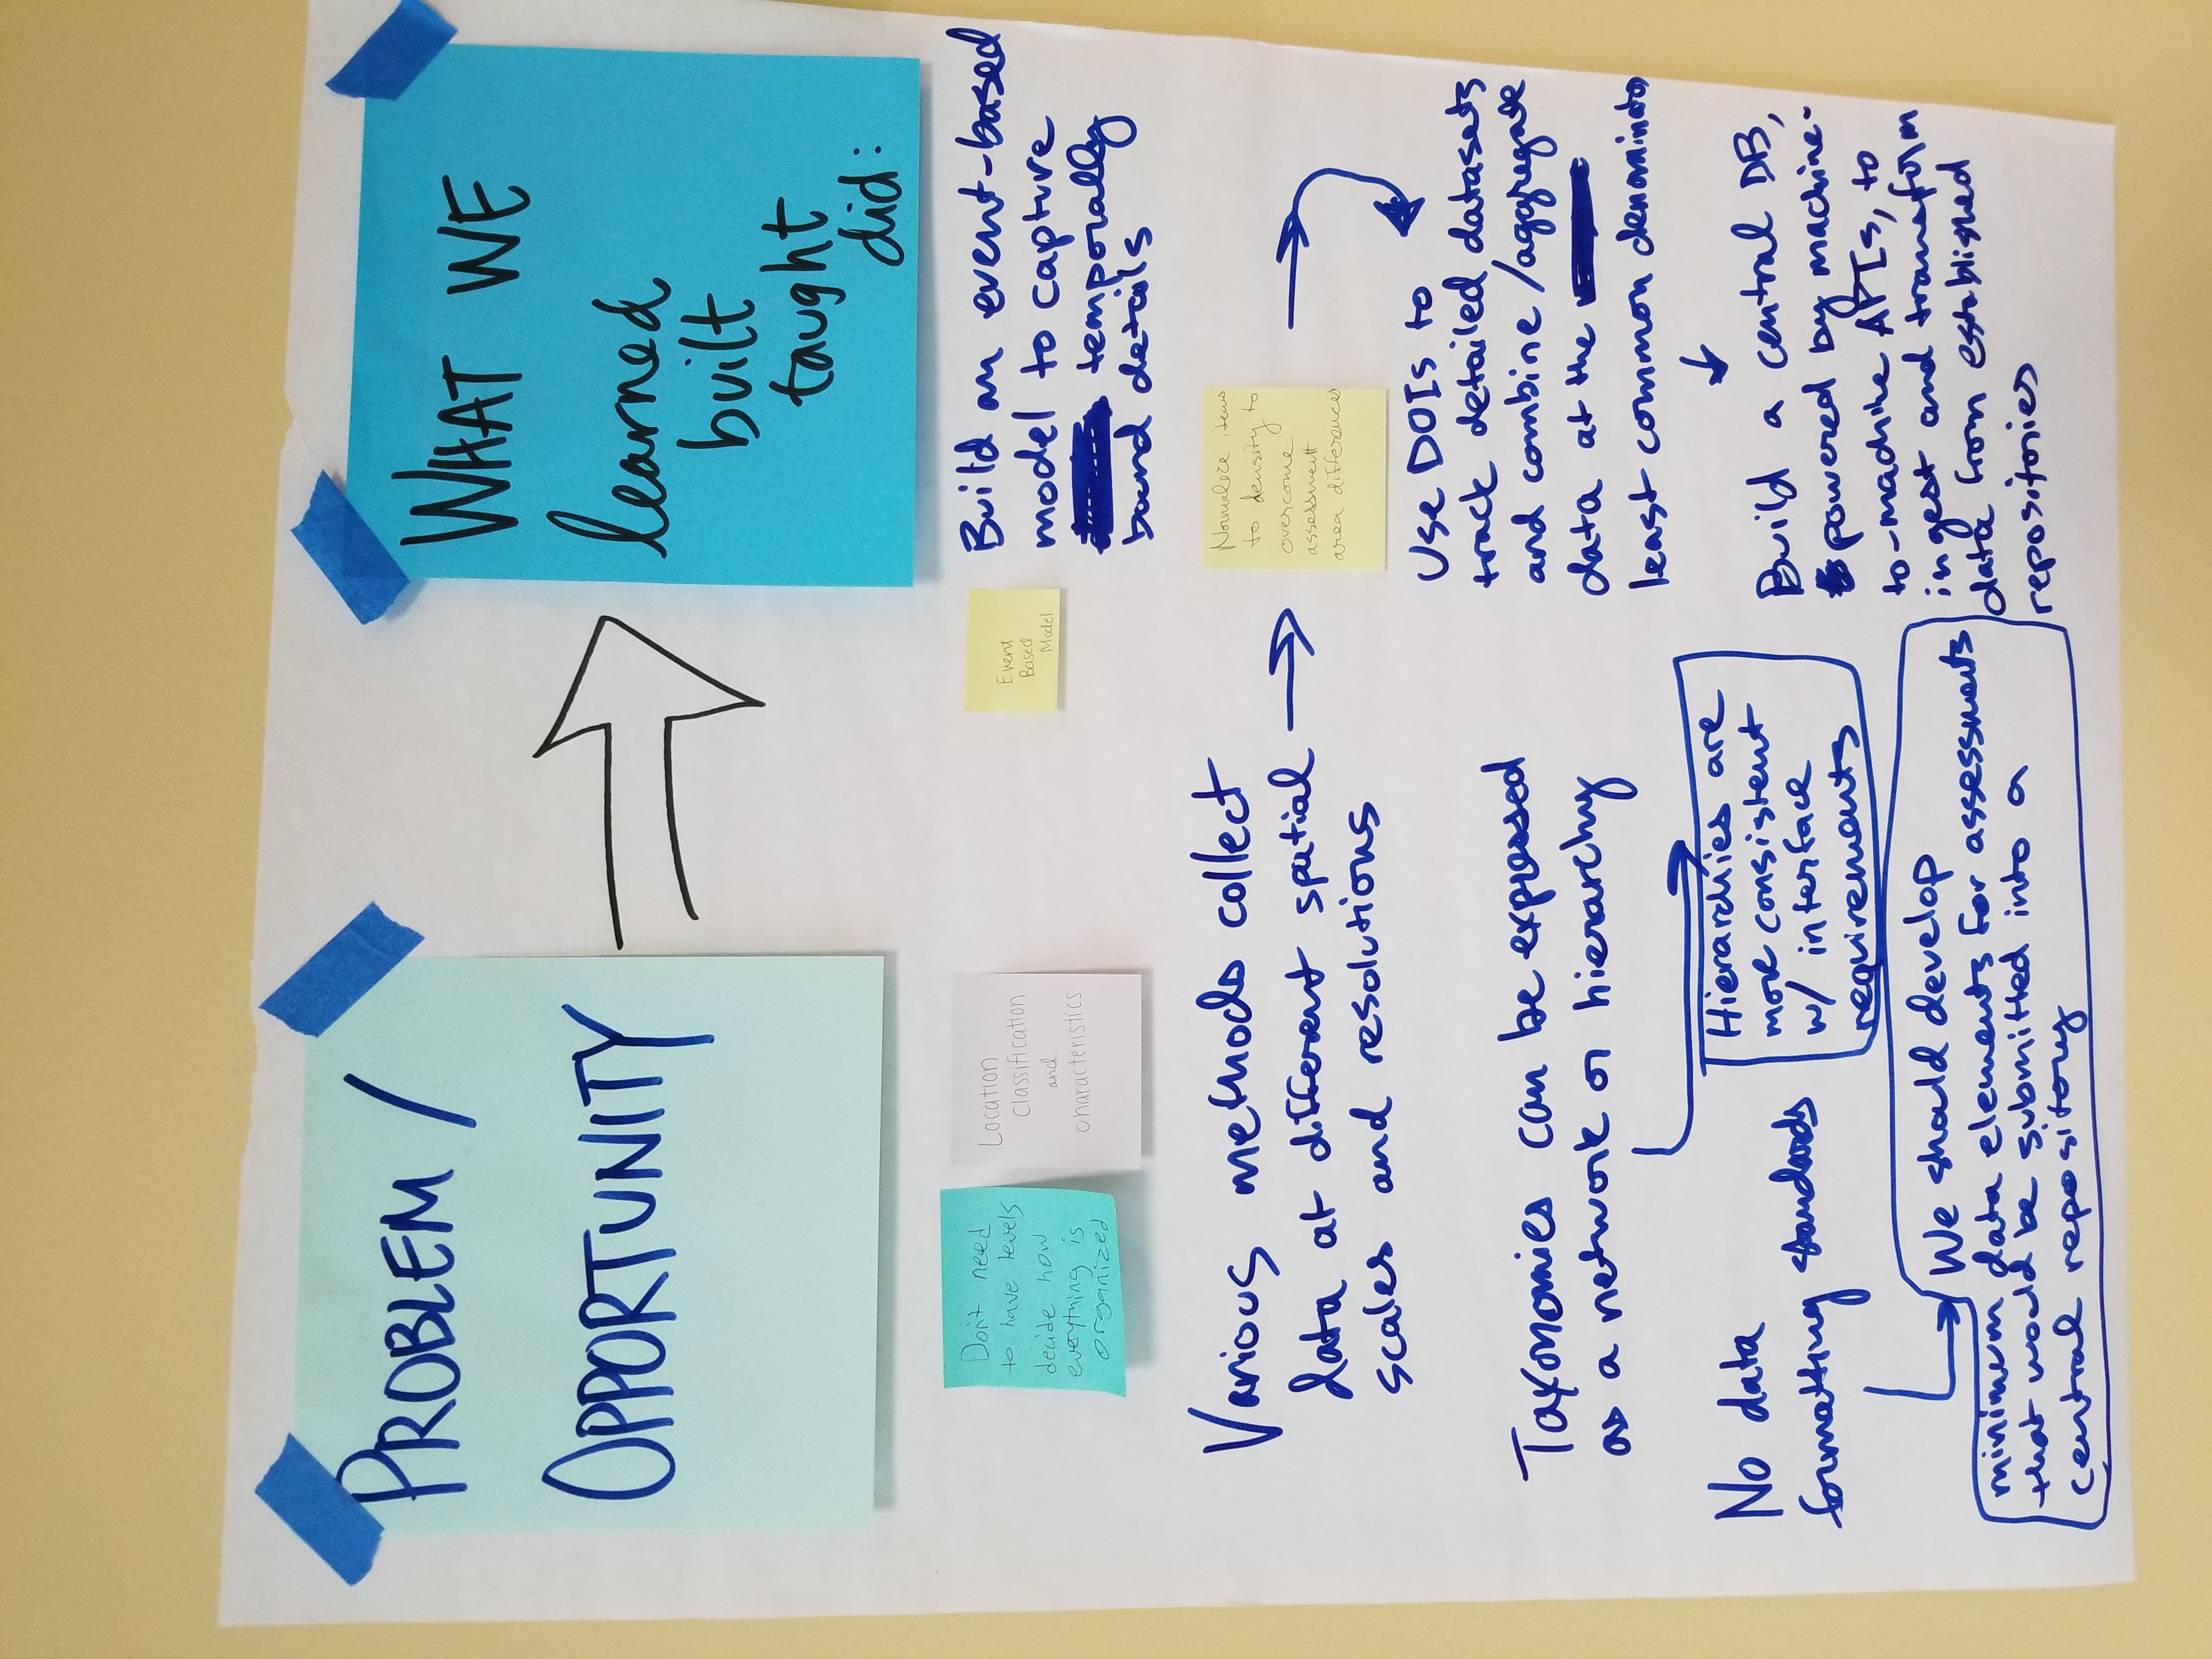 PROBLEM /
OPPORTUNITY
WHAT WE
learned
built
taught
did:
Don't need
to have levels
decide how
everything is
organized
Location
Classification
and
characteristics
Event
Based
Model
Build an event-based
model to capture
temporally
bound details
Various methods collect
data at different spatial
scales and resolutions
Normalize items
to density to
overcome
assessment
area differences
Use DOIs to
track detailed datasets
and combine/aggregate
data at the
least common denominator
Taxonomies can be expressed
as a network or hierarchy
Hierarchies are
more consistent
w/ interface
requirements
No data
formatting standards
We should develop
minimum data elements for assessments
that would be submitted into a
central repository
Build a central DB,
powered by machine-
to-machine APIs, to
ingest and transform
data from established
repositories